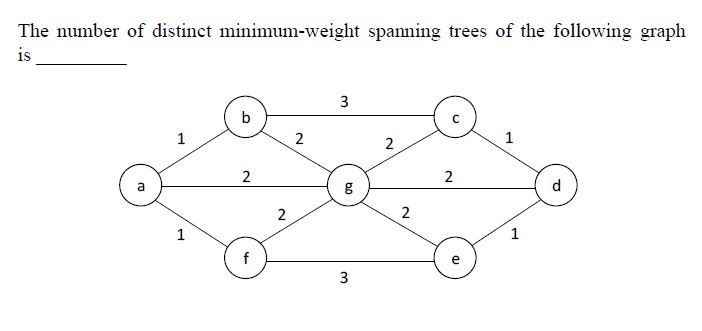 The number of distinct minimum-weight spanning trees of the following graph
is __________
3
b
c
1
2
2
1
a
2
g
2
d
2
2
1
1
f
e
3